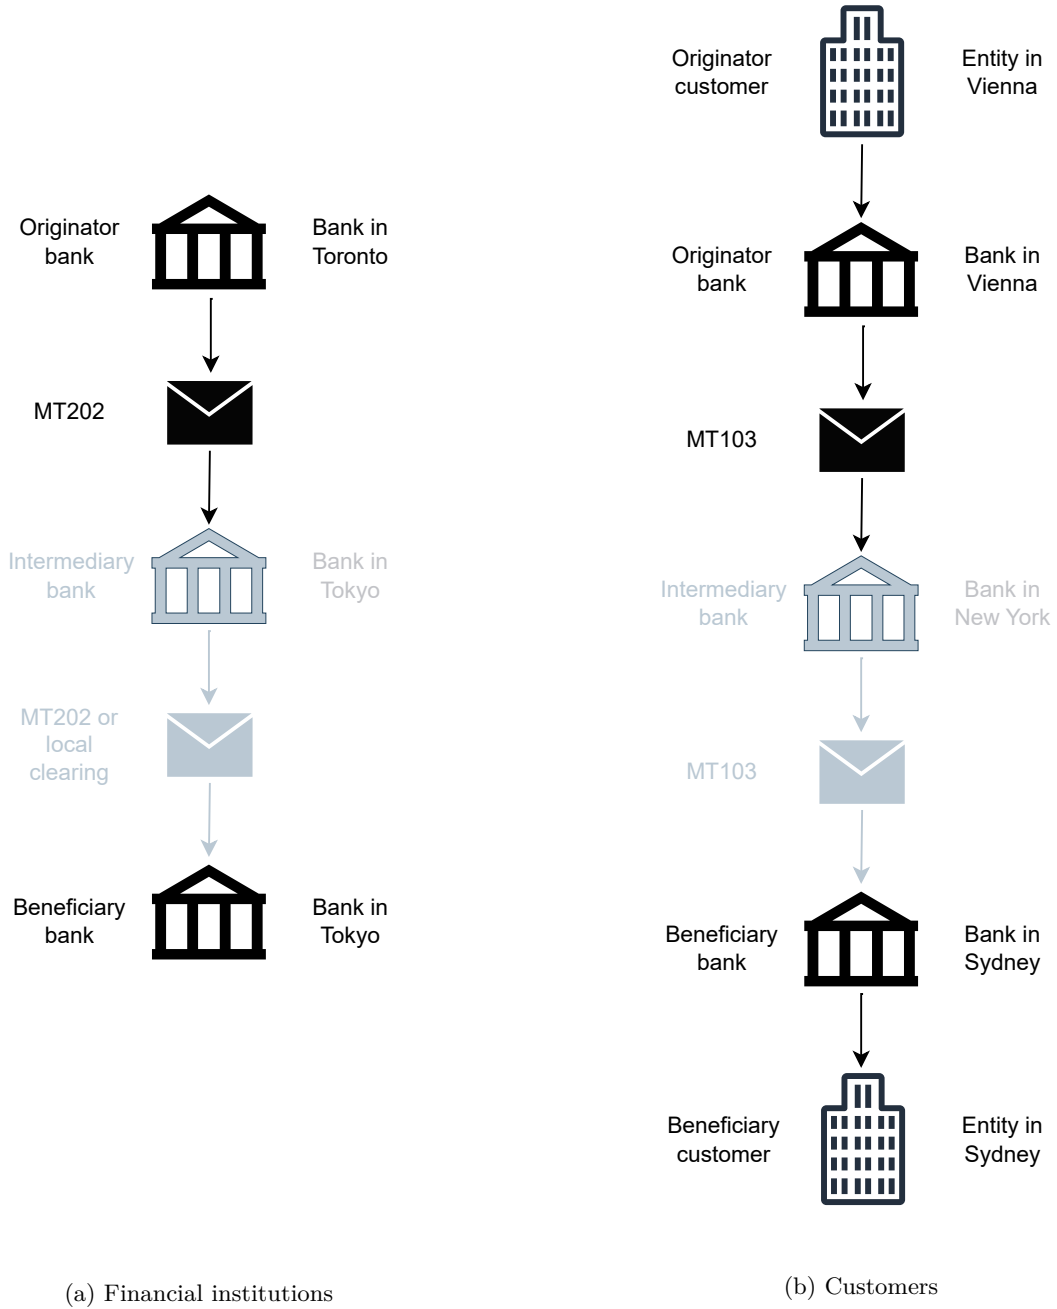 Originator
bank
Bank in
Toronto
MT202
Intermediary
bank
Bank in
Tokyo
MT202 or
local
clearing
Beneficiary
bank
Bank in
Tokyo
(a) Financial institutions
Originator
customer
Entity in
Vienna
Originator
bank
Bank in
Vienna
MT103
Intermediary
bank
Bank in
New York
MT103
Beneficiary
bank
Bank in
Sydney
Beneficiary
customer
Entity in
Sydney
(b) Customers